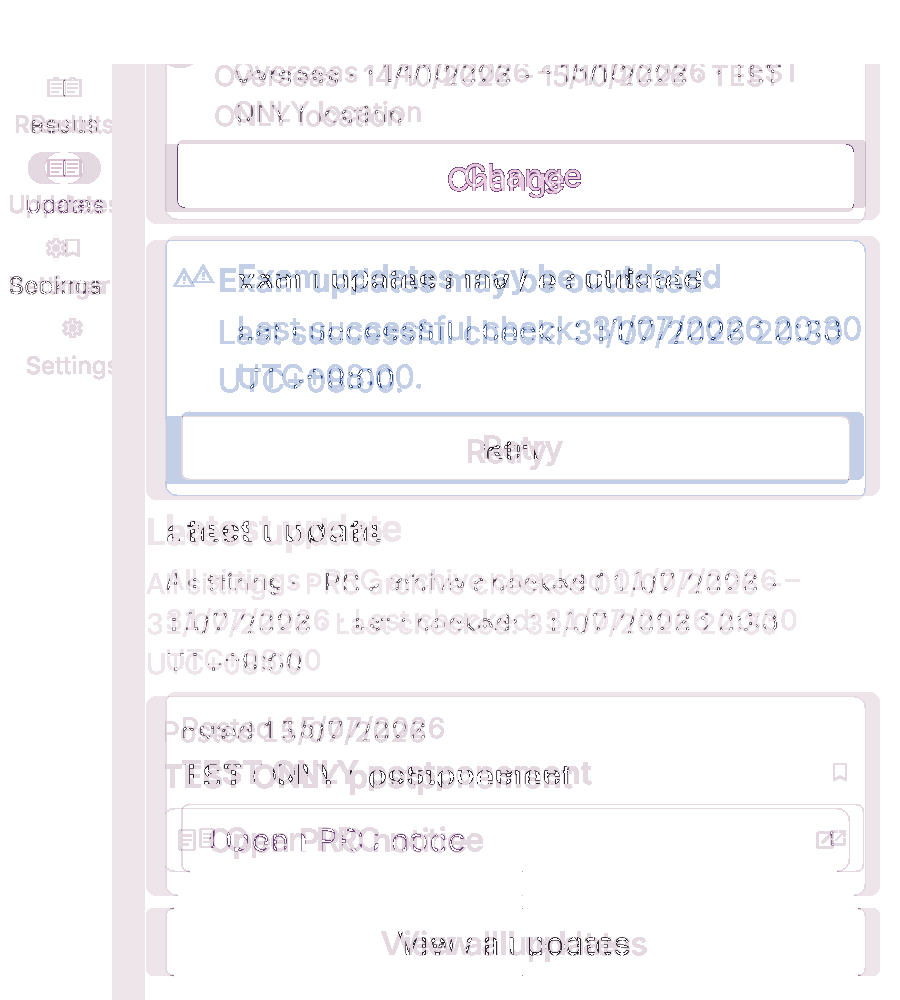 Overseas · 14/10/2026 – 15/10/2026 TEST
ONLY location
Results
Change
Updates
Exam updates may be outdated
Settings
Last successful check: 31/07/2026 20:30
UTC+08:00.
Settings
Retry
Latest update
All listings · PRC archive checked 01/07/2026 –
31/07/2026 · Last checked: 31/07/2026 20:30
UTC+08:00
Posted 15/07/2026
TEST ONLY postponement
Open PRC notice
View all updates